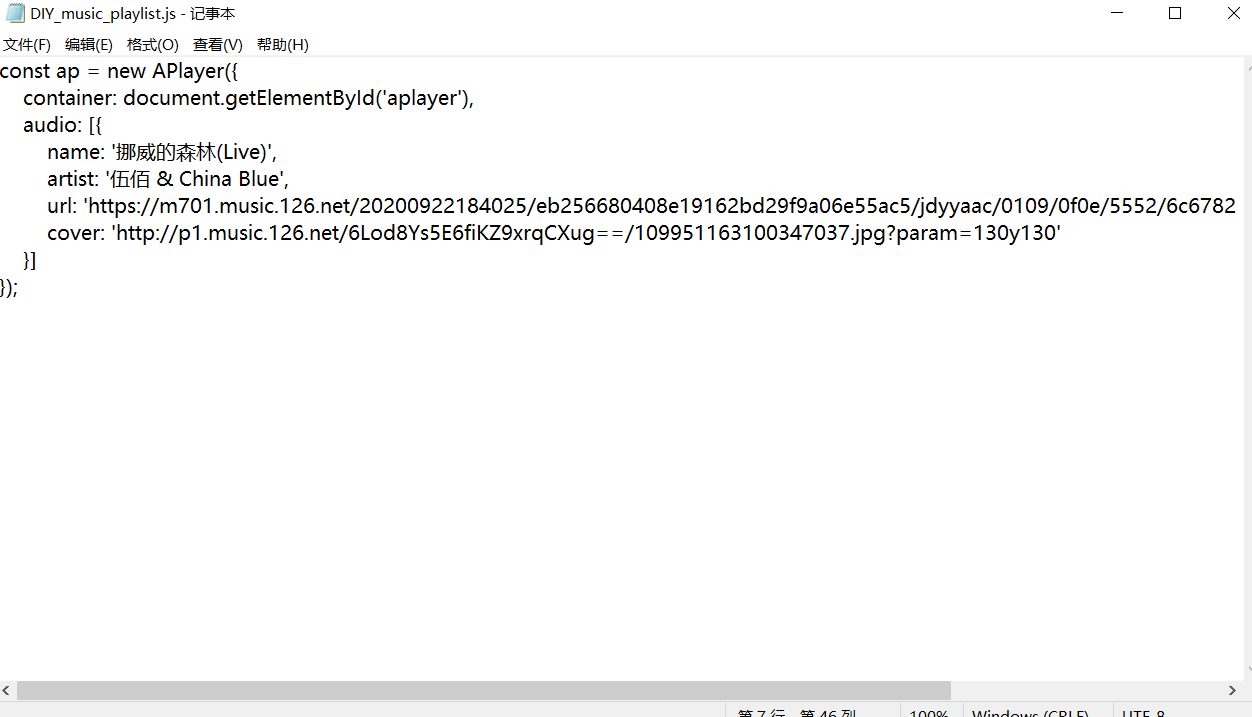 DIY_music_playlist.js - 记事本
文件(F) 编辑(E) 格式(O) 查看(V) 帮助(H)
const ap = new APlayer({
    container: document.getElementById('aplayer'),
    audio: [{
        name: '挪威的森林(Live)',
        artist: '伍佰 & China Blue',
        url: 'https://m701.music.126.net/20200922184025/eb256680408e19162bd29f9a06e55ac5/jdyyaac/0109/0f0e/5552/6c6782
        cover: 'http://p1.music.126.net/6Lod8Ys5E6fiKZ9xrqCXug==/109951163100347037.jpg?param=130y130'
    }]
});
第 7 行, 第 46 列 100% Windows (CRLF) UTF-8